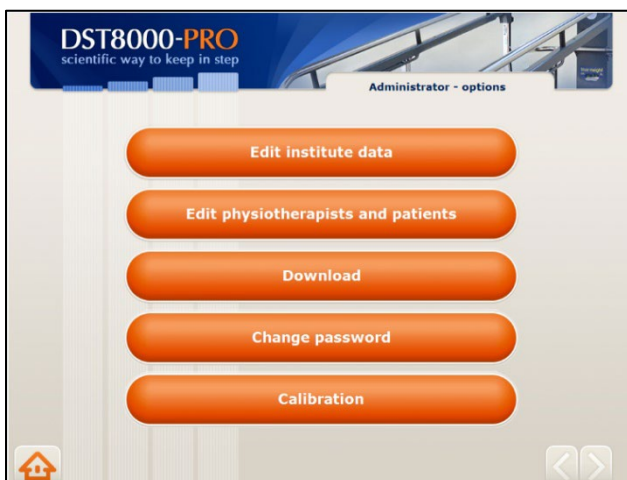 DST8000-PRO
scientific way to keep in step
Administrator - options
Edit institute data
Edit physiotherapists and patients
Download
Change password
Calibration